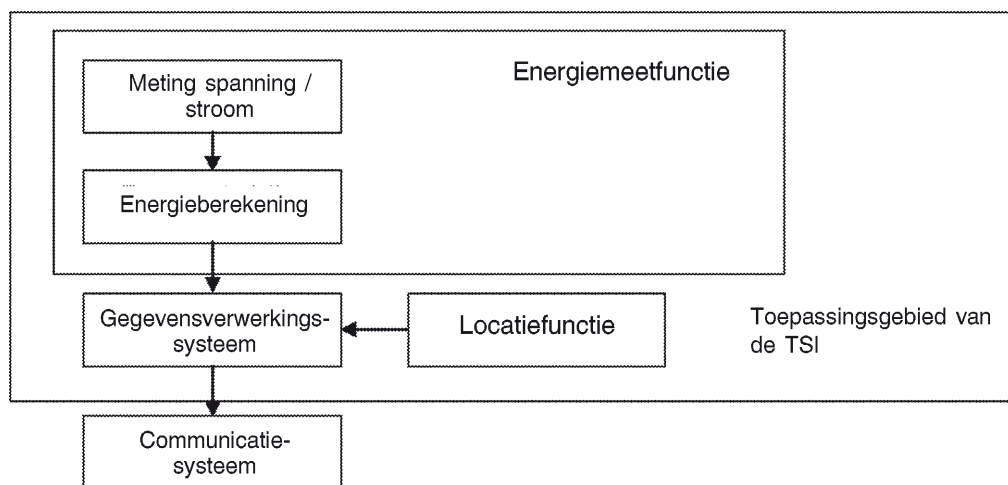 Energiemeetfunctie
Meting spanning /
stroom
Energieberekening
Gegevensverwerkings-
systeem
Locatiefunctie
Toepassingsgebied van
de TSI
Communicatie-
systeem